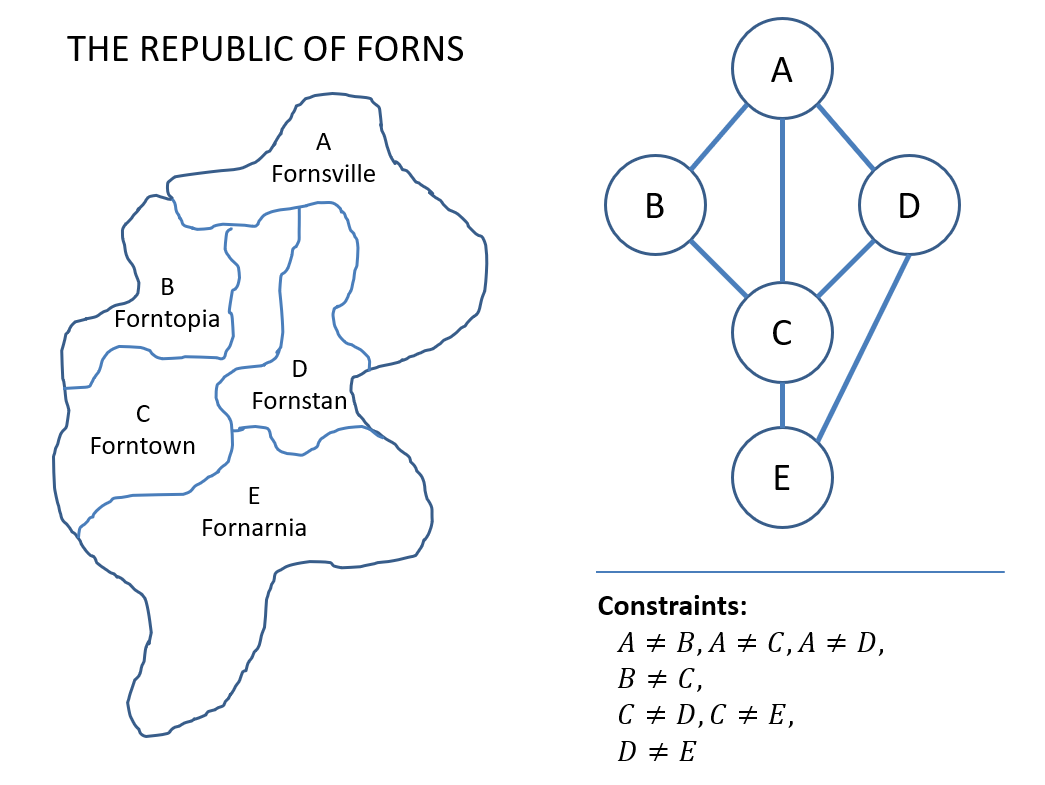 THE REPUBLIC OF FORNS
A
Fornsville
B
Forntopia
C
Forntown
D
Fornstan
E
Fornarnia
A
B
D
C
E
Constraints:
A ≠ B, A ≠ C, A ≠ D,
B ≠ C,
C ≠ D, C ≠ E,
D ≠ E